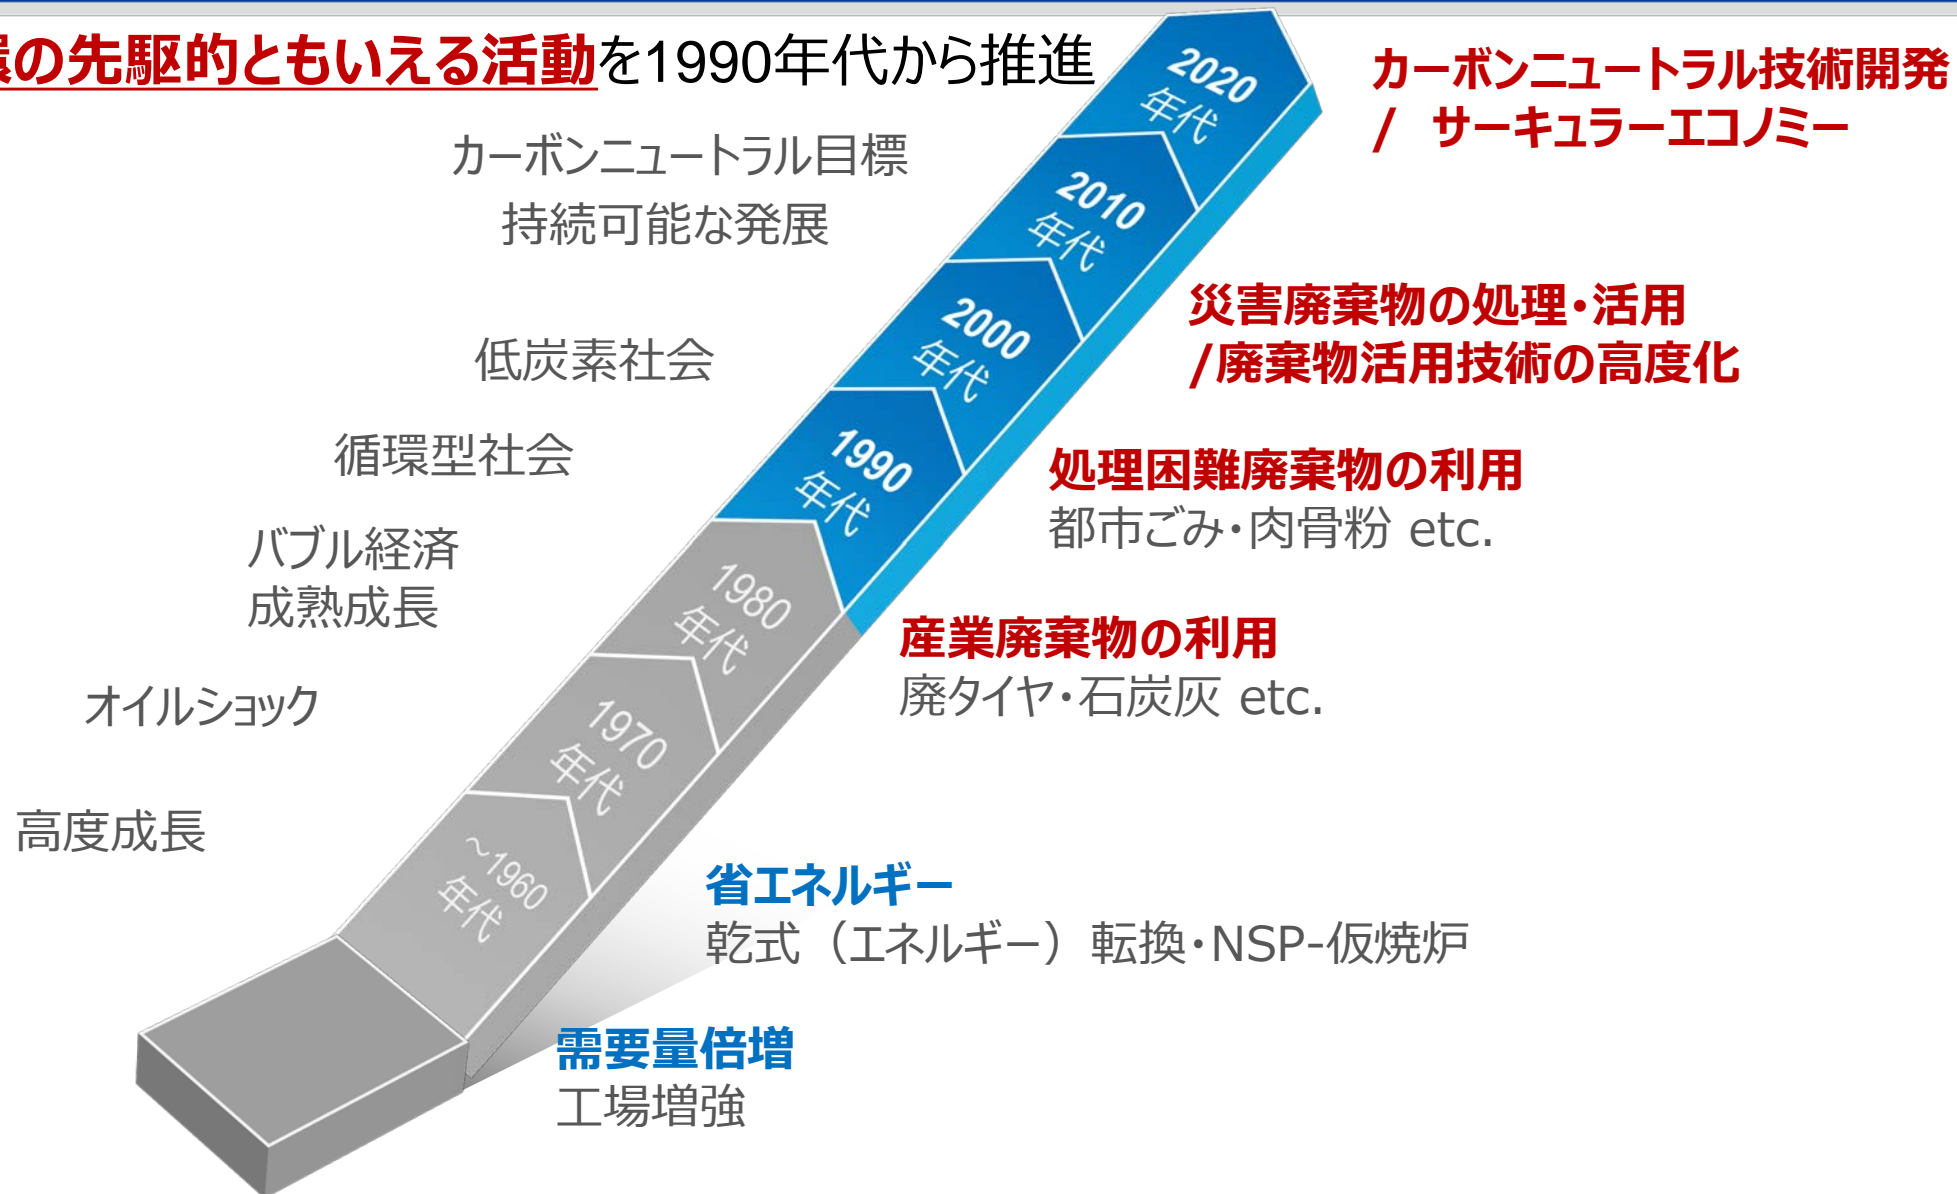 の先駆的ともいえる活動を1990年代から推進
カーボンニュートラル技術開発
/ サーキュラーエコノミー
カーボンニュートラル目標
持続可能な発展
災害廃棄物の処理・活用
/廃棄物活用技術の高度化
低炭素社会
循環型社会
処理困難廃棄物の利用
都市ごみ・肉骨粉 etc.
バブル経済
成熟成長
産業廃棄物の利用
廃タイヤ・石炭灰 etc.
オイルショック
高度成長
省エネルギー
乾式（エネルギー）転換・NSP-仮焼炉
需要量倍増
工場増強
2020
年代
2010
年代
2000
年代
1990
年代
1980
年代
1970
年代
～1960
年代